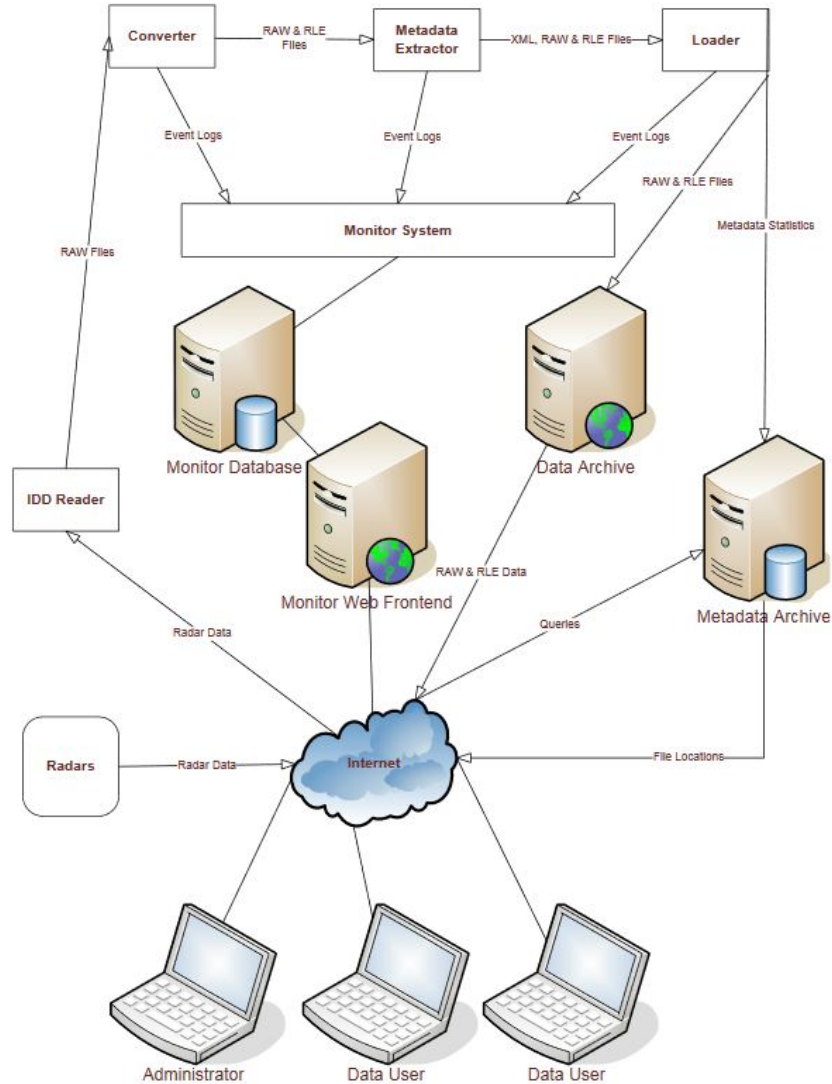 Converter
RAW & RLE
Files
Metadata
Extractor
XML, RAW & RLE Files
Loader
Event Logs
Event Logs
Event Logs
RAW & RLE Files
Metadata Statistics
Monitor System
RAW Files
Monitor Database
Data Archive
IDD Reader
Monitor Web Frontend
RAW & RLE Data
Metadata Archive
Queries
Radar Data
Radars
Radar Data
Internet
File Locations
Administrator
Data User
Data User